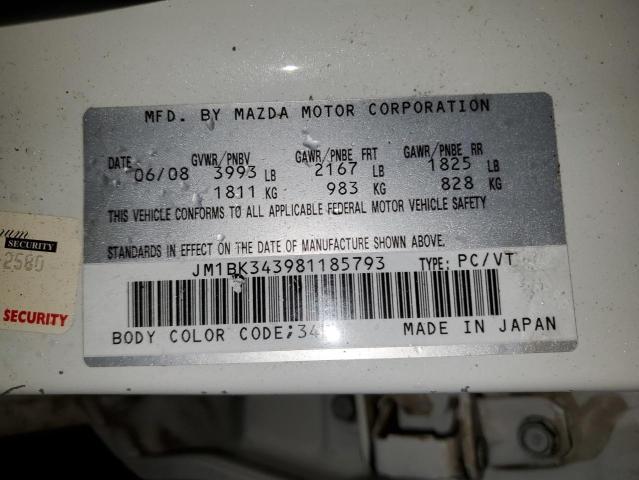 MFD. BY MAZDA MOTOR CORPORATION
DATE GVWR/PNBV GAWR/PNBE FRT GAWR/PNBE RR
06/08 3993 LB 2167 LB 1825 LB
1811 KG 983 KG 828 KG
THIS VEHICLE CONFORMS TO ALL APPLICABLE FEDERAL MOTOR VEHICLE SAFETY
STANDARDS IN EFFECT ON THE DATE OF MANUFACTURE SHOWN ABOVE.
JM1BK343981185793 TYPE: PC/VT
BODY COLOR CODE;34 MADE IN JAPAN
num
SECURITY
2580
SECURITY